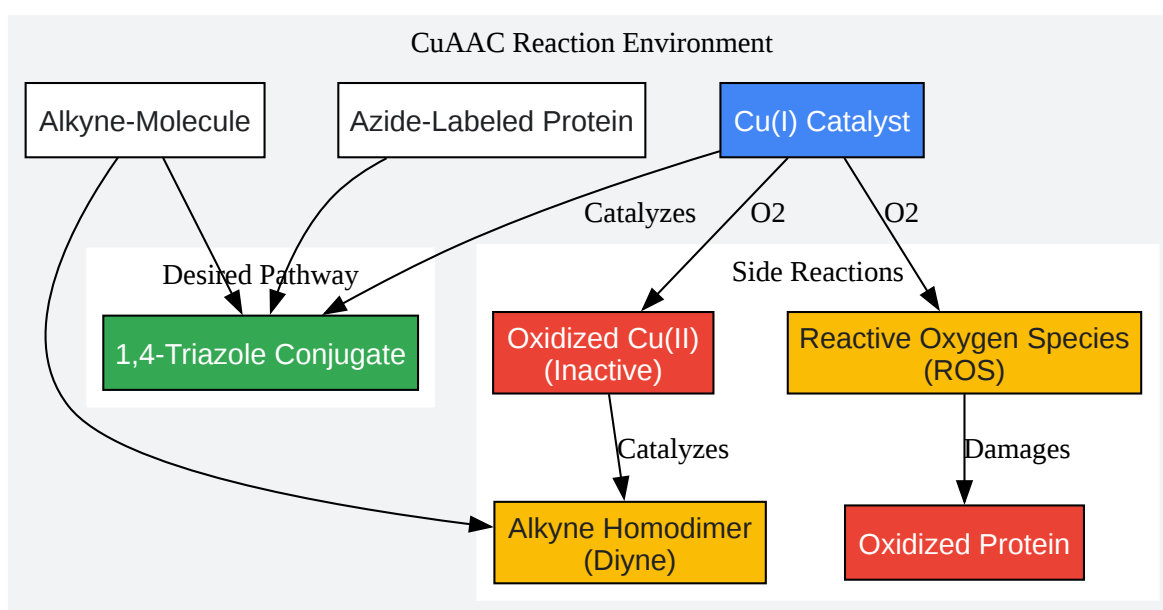 CuAAC Reaction Environment
Alkyne-Molecule
Azide-Labeled Protein
Cu(I) Catalyst
Catalyzes
O2
O2
Desired Pathway
Side Reactions
1,4-Triazole Conjugate
Oxidized Cu(II)
(Inactive)
Reactive Oxygen Species
(ROS)
Catalyzes
Damages
Alkyne Homodimer
(Diyne)
Oxidized Protein